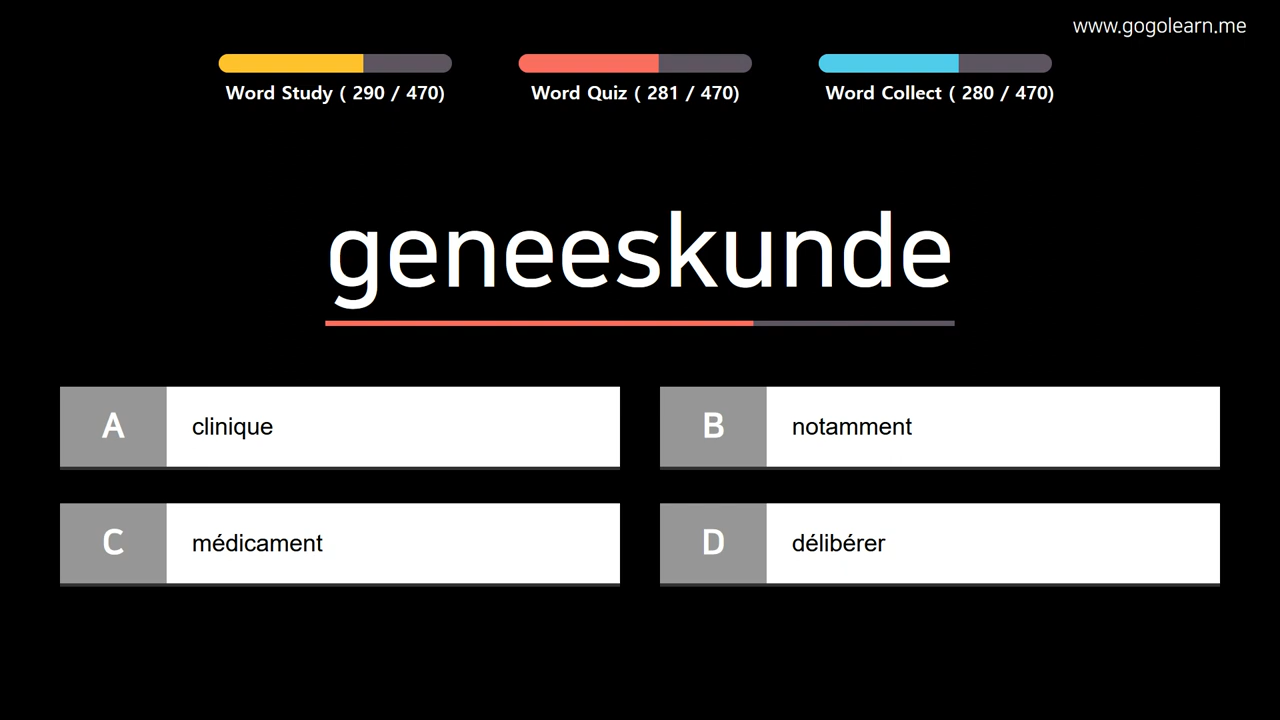 www.gogolearn.me
Word Study ( 290 / 470)
Word Quiz ( 281 / 470)
Word Collect ( 280 / 470)
geneeskunde
A clinique
B notamment
C médicament
D délibérer